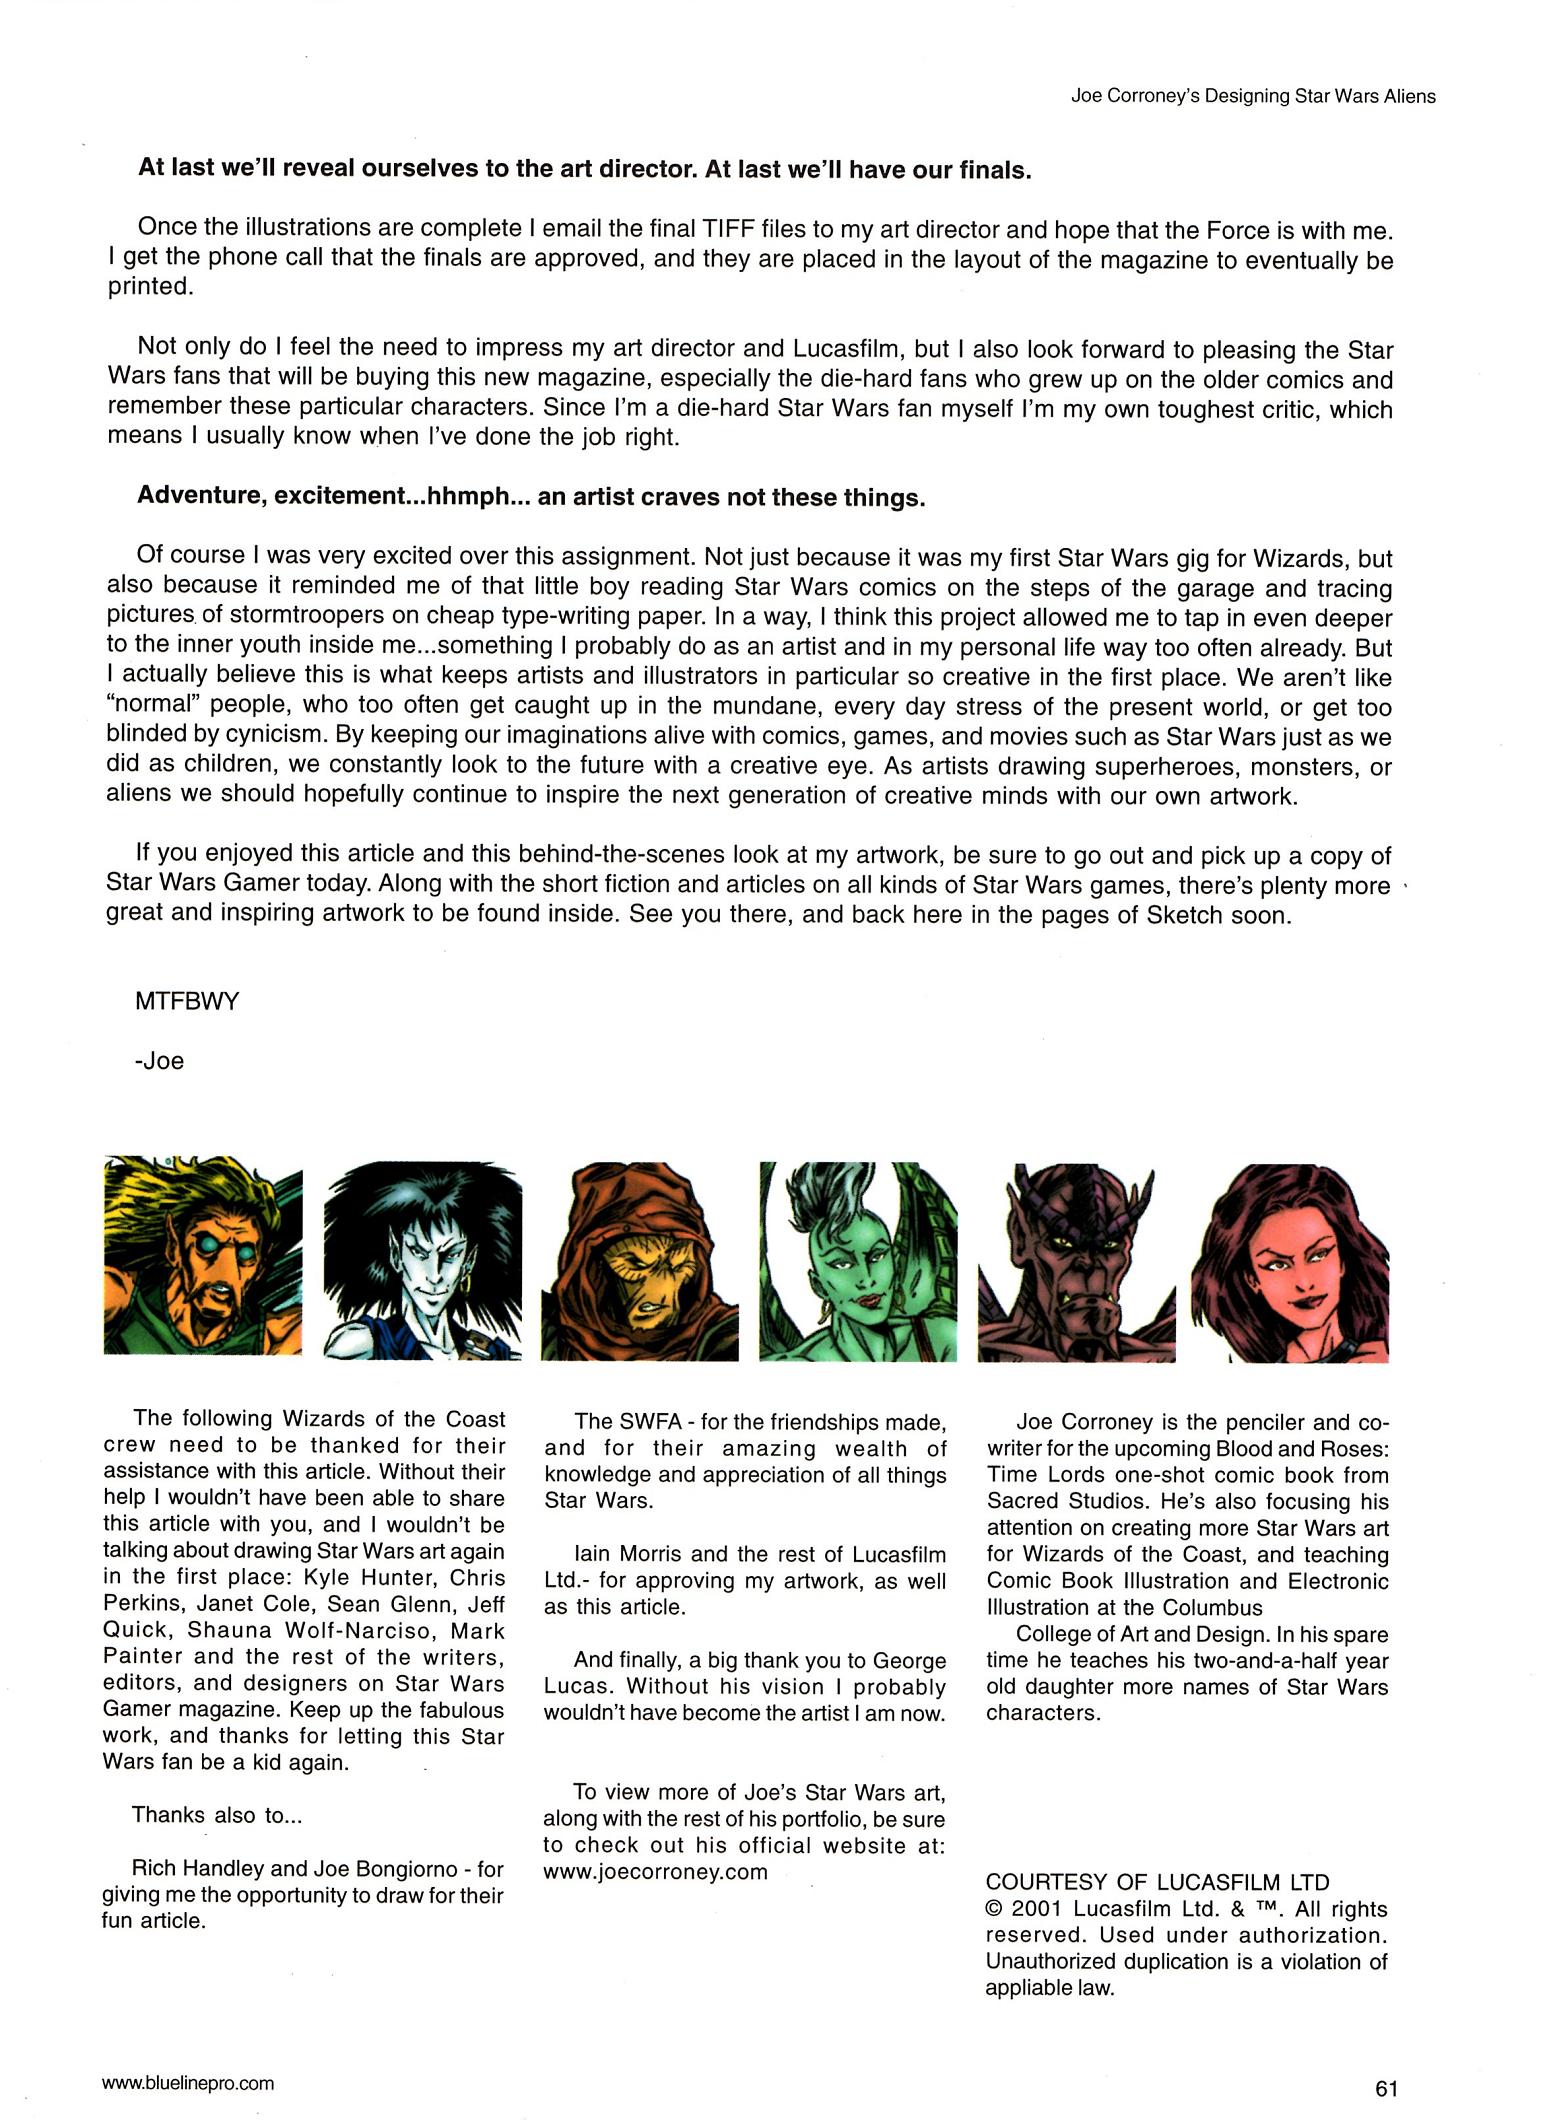 Joe Corroney's Designing Star Wars Aliens
At last we'll reveal ourselves to the art director. At last we'll have our finals.
Once the illustrations are complete I email the final TIFF files to my art director and hope that the Force is with me.
I get the phone call that the finals are approved, and they are placed in the layout of the magazine to eventually be
printed.
Not only do I feel the need to impress my art director and Lucasfilm, but I also look forward to pleasing the Star
Wars fans that will be buying this new magazine, especially the die-hard fans who grew up on the older comics and
remember these particular characters. Since I'm a die-hard Star Wars fan myself I'm my own toughest critic, which
means I usually know when I've done the job right.
Adventure, excitement...hhmph... an artist craves not these things.
Of course I was very excited over this assignment. Not just because it was my first Star Wars gig for Wizards, but
also because it reminded me of that little boy reading Star Wars comics on the steps of the garage and tracing
pictures of stormtroopers on cheap type-writing paper. In a way, I think this project allowed me to tap in even deeper
to the inner youth inside me...something I probably do as an artist and in my personal life way too often already. But
I actually believe this is what keeps artists and illustrators in particular so creative in the first place. We aren't like
“normal” people, who too often get caught up in the mundane, every day stress of the present world, or get too
blinded by cynicism. By keeping our imaginations alive with comics, games, and movies such as Star Wars just as we
did as children, we constantly look to the future with a creative eye. As artists drawing superheroes, monsters, or
aliens we should hopefully continue to inspire the next generation of creative minds with our own artwork.
If you enjoyed this article and this behind-the-scenes look at my artwork, be sure to go out and pick up a copy of
Star Wars Gamer today. Along with the short fiction and articles on all kinds of Star Wars games, there's plenty more
great and inspiring artwork to be found inside. See you there, and back here in the pages of Sketch soon.
MTFBWY
-Joe
The following Wizards of the Coast
crew need to be thanked for their
assistance with this article. Without their
help I wouldn't have been able to share
this article with you, and I wouldn't be
talking about drawing Star Wars art again
in the first place: Kyle Hunter, Chris
Perkins, Janet Cole, Sean Glenn, Jeff
Quick, Shauna Wolf-Narciso, Mark
Painter and the rest of the writers,
editors, and designers on Star Wars
Gamer magazine. Keep up the fabulous
work, and thanks for letting this Star
Wars fan be a kid again.
Thanks also to...
Rich Handley and Joe Bongiorno - for
giving me the opportunity to draw for their
fun article.
The SWFA - for the friendships made,
and for their amazing wealth of
knowledge and appreciation of all things
Star Wars.
Iain Morris and the rest of Lucasfilm
Ltd.- for approving my artwork, as well
as this article.
And finally, a big thank you to George
Lucas. Without his vision I probably
wouldn't have become the artist I am now.
To view more of Joe's Star Wars art,
along with the rest of his portfolio, be sure
to check out his official website at:
www.joecorroney.com
Joe Corroney is the penciler and co-
writer for the upcoming Blood and Roses:
Time Lords one-shot comic book from
Sacred Studios. He's also focusing his
attention on creating more Star Wars art
for Wizards of the Coast, and teaching
Comic Book Illustration and Electronic
Illustration at the Columbus
College of Art and Design. In his spare
time he teaches his two-and-a-half year
old daughter more names of Star Wars
characters.
COURTESY OF LUCASFILM LTD
© 2001 Lucasfilm Ltd. & ™. All rights
reserved. Used under authorization.
Unauthorized duplication is a violation of
appliable law.
www.bluelinepro.com
61